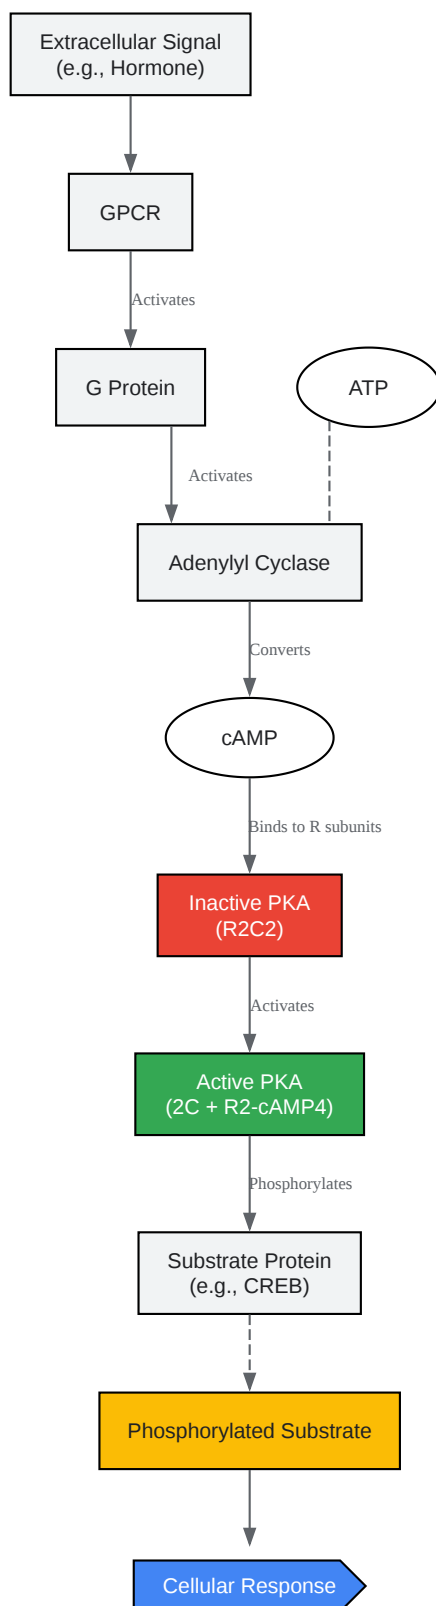 Extracellular Signal
(e.g., Hormone)
GPCR
Activates
G Protein
ATP
Activates
Adenylyl Cyclase
Converts
cAMP
Binds to R subunits
Inactive PKA
(R2C2)
Activates
Active PKA
(2C + R2-cAMP4)
Phosphorylates
Substrate Protein
(e.g., CREB)
Phosphorylated Substrate
Cellular Response